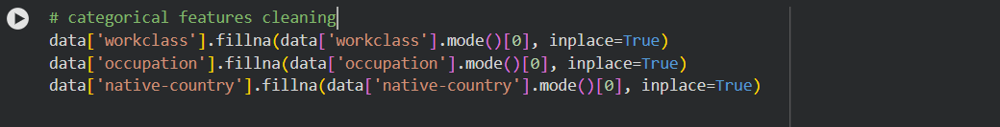 # categorical features cleaning
data['workclass'].fillna(data['workclass'].mode()[0], inplace=True)
data['occupation'].fillna(data['occupation'].mode()[0], inplace=True)
data['native-country'].fillna(data['native-country'].mode()[0], inplace=True)